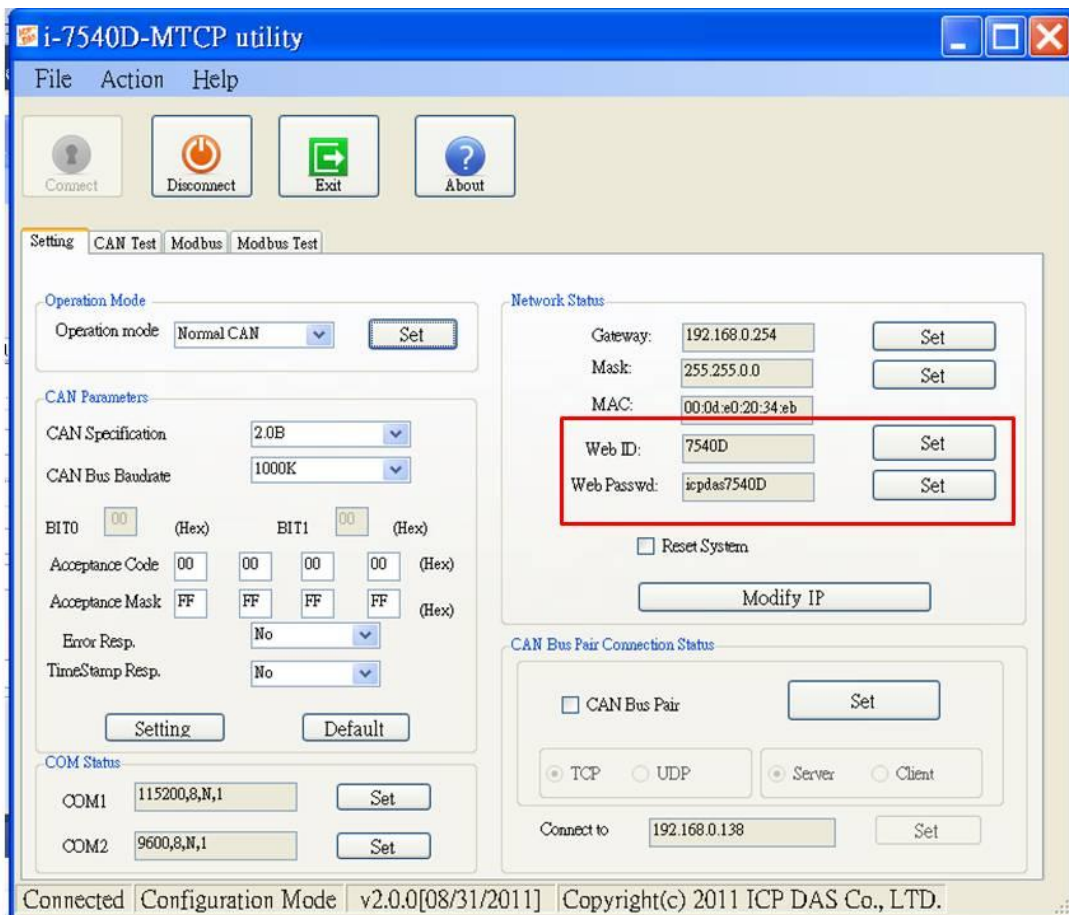 i-7540D-MTCP utility
File Action Help
Connect Disconnect Exit About
Setting CAN Test Modbus Modbus Test
Operation Mode
Operation mode Normal CAN Set
CAN Parameters
CAN Specification 2.0B
CAN Bus Baudrate 1000K
BIT0 00 (Hex) BIT1 00 (Hex)
Acceptance Code 00 00 00 00 (Hex)
Acceptance Mask FF FF FF FF (Hex)
Error Resp. No
TimeStamp Resp. No
Setting Default
COM Status
COM1 115200,8,N,1 Set
COM2 9600,8,N,1 Set
Network Status
Gateway: 192.168.0.254 Set
Mask: 255.255.0.0 Set
MAC: 00:0d:e0:20:34:eb
Web ID: 7540D Set
Web Passwd: icpdas7540D Set
Reset System
Modify IP
CAN Bus Pair Connection Status
CAN Bus Pair Set
TCP UDP Server Client
Connect to 192.168.0.138 Set
Connected Configuration Mode v2.0.0[08/31/2011] Copyright(c) 2011 ICP DAS Co., LTD.